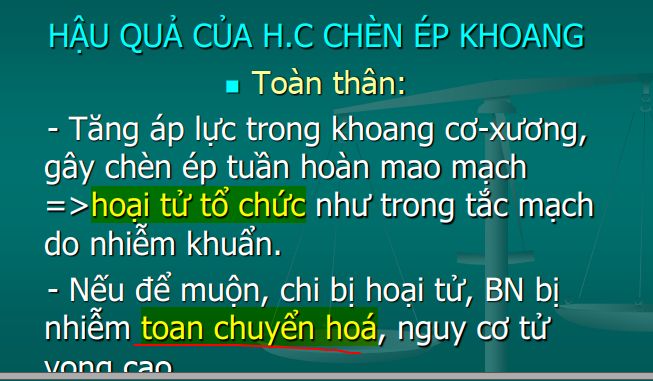 HẬU QUẢ CỦA H.C CHÈN ÉP KHOANG
Toàn thân:
- Tăng áp lực trong khoang cơ-xương,
gây chèn ép tuần hoàn mao mạch
=>hoại tử tổ chức như trong tắc mạch
do nhiễm khuẩn.
- Nếu để muộn, chi bị hoại tử, BN bị
nhiễm toan chuyển hoá, nguy cơ tử
vong cao